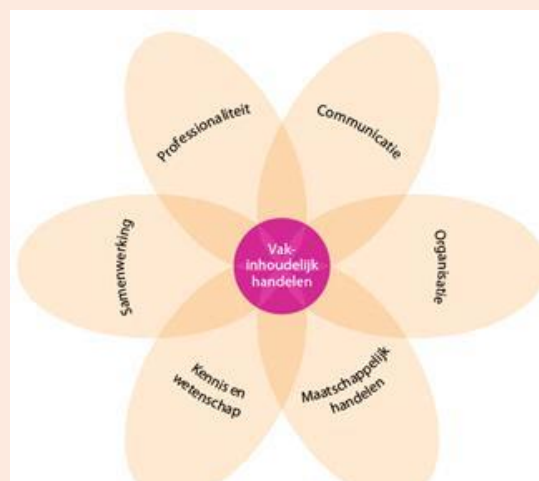 Professionaliteit
Communicatie
Samenwerking
Vak-
inhoudelijk
handelen
Organisatie
Kennis en
wetenschap
Maatschappelijk
handelen